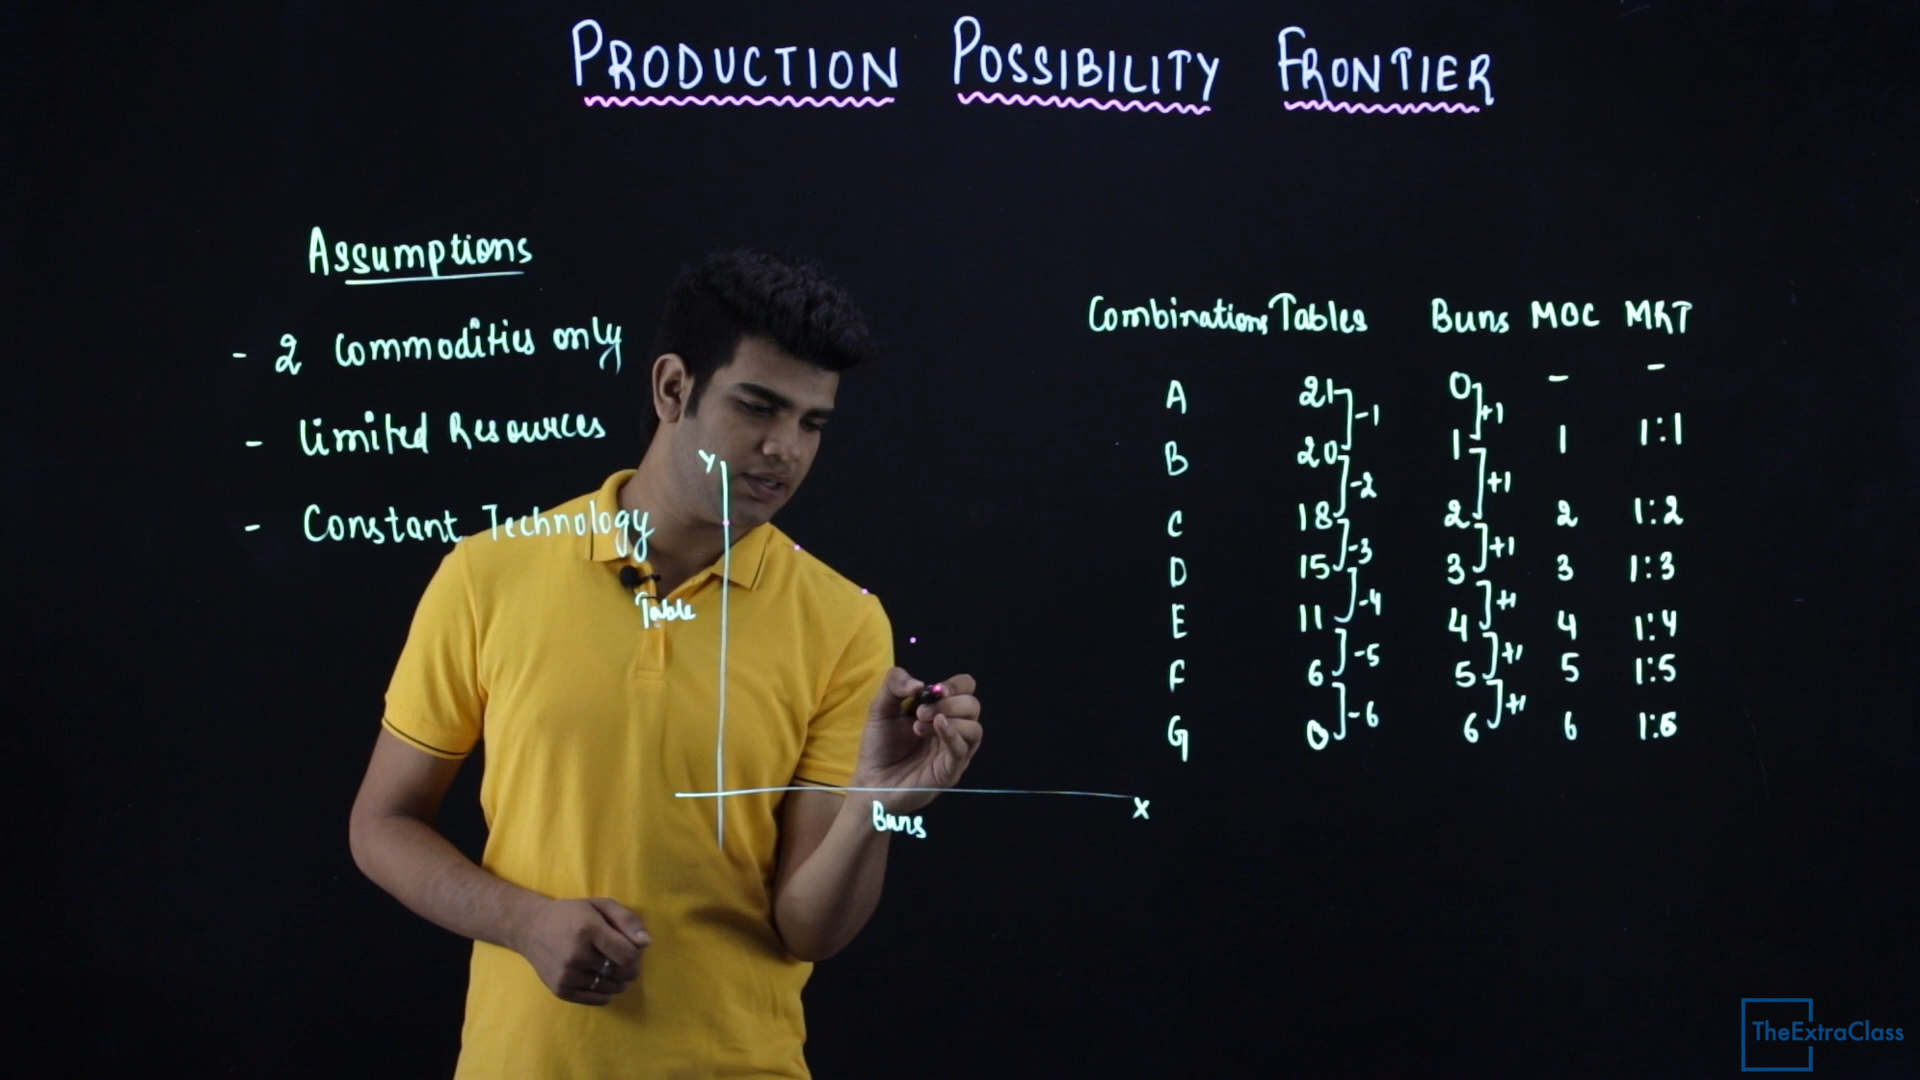 PRODUCTION POSSIBILITY FRONTIER
Assumptions
- 2 Commodities only
- Limited Resources
- Constant Technology
Y
Table
Buns
X
Combinations Tables Buns MOC MRT
A 21 0 - -
-1 +1
B 20 1 1 1:1
-2 +1
C 18 2 2 1:2
-3 +1
D 15 3 3 1:3
-4 +1
E 11 4 4 1:4
-5 +1
F 6 5 5 1:5
-6 +1
G 0 6 6 1:6
TheExtraClass